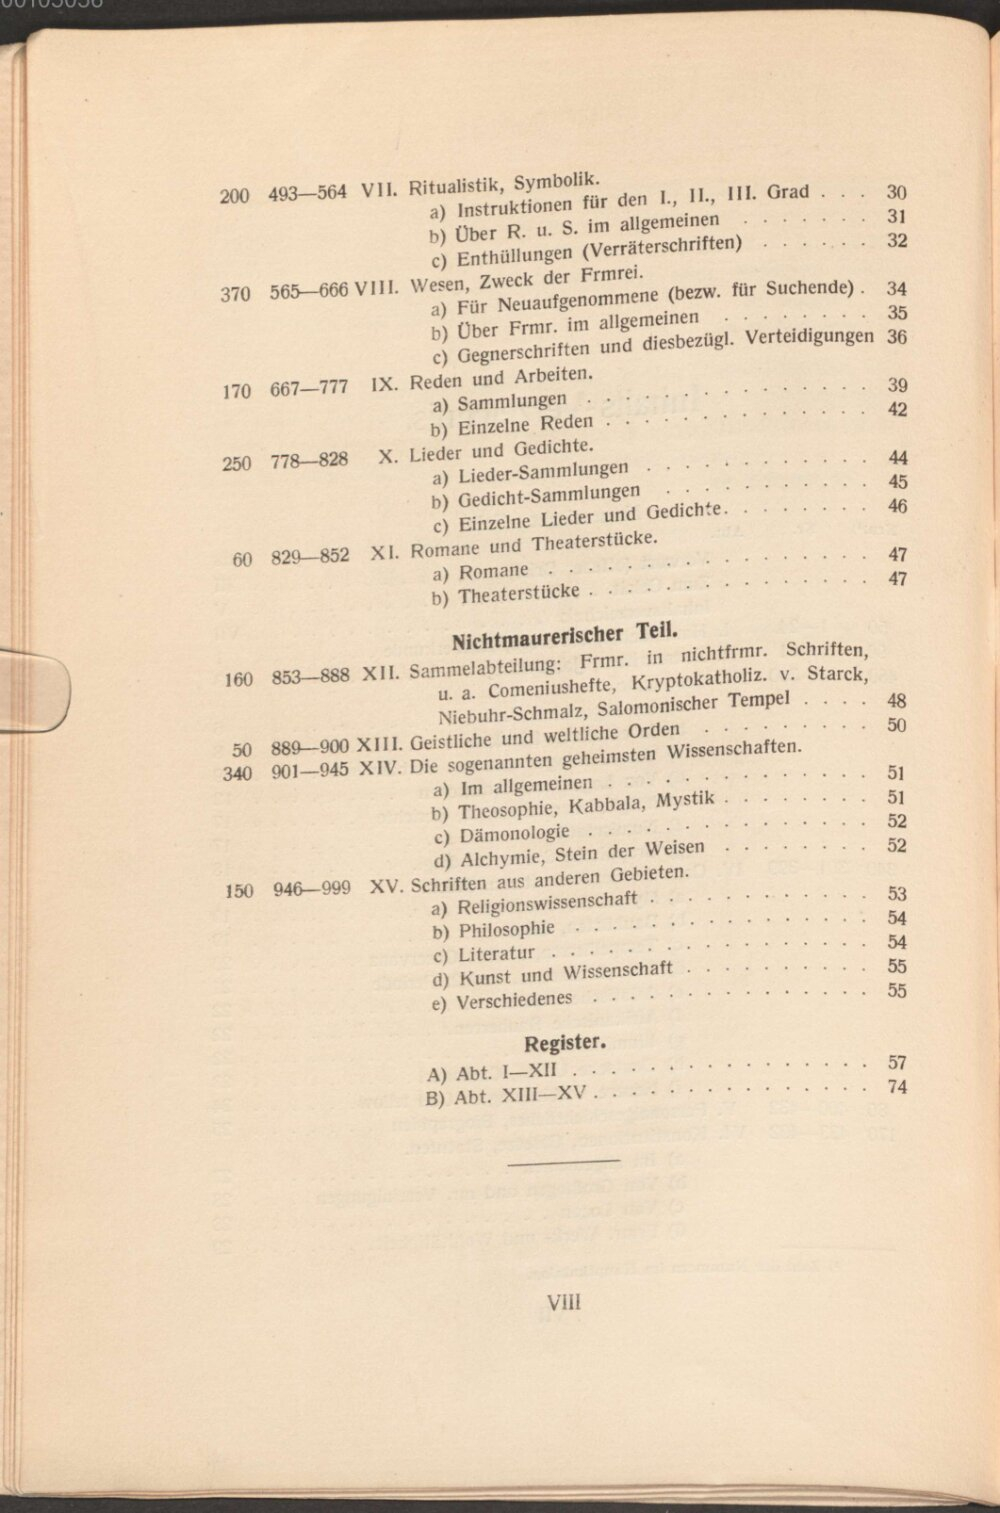 200 493—564 VII. Ritualistik, Symbolik.
a) Instruktionen für den I., II., III. Grad . . . 30
b) Über R. u. S. im allgemeinen . . . . . . . 31
c) Enthüllungen (Verräterschriften) . . . . . . 32
370 565—666 VIII. Wesen, Zweck der Frmrei.
a) Für Neuaufgenommene (bezw. für Suchende) . 34
b) Über Frmr. im allgemeinen . . . . . . . . 35
c) Gegnerschriften und diesbezügl. Verteidigungen 36
170 667—777 IX. Reden und Arbeiten.
a) Sammlungen . . . . . . . . . . . . . . . 39
b) Einzelne Reden . . . . . . . . . . . . . . 42
250 778—828 X. Lieder und Gedichte.
a) Lieder-Sammlungen . . . . . . . . . . . . 44
b) Gedicht-Sammlungen . . . . . . . . . . . 45
c) Einzelne Lieder und Gedichte . . . . . . . . 46
60 829—852 XI. Romane und Theaterstücke.
a) Romane . . . . . . . . . . . . . . . . . 47
b) Theaterstücke . . . . . . . . . . . . . . . 47
Nichtmaurerischer Teil.
160 853—888 XII. Sammelabteilung: Frmr. in nichtfrmr. Schriften,
u. a. Comeniushefte, Kryptokatholiz. v. Starck,
Niebuhr-Schmalz, Salomonischer Tempel . . . . 48
50 889—900 XIII. Geistliche und weltliche Orden . . . . . . . . . 50
340 901—945 XIV. Die sogenannten geheimsten Wissenschaften.
a) Im allgemeinen . . . . . . . . . . . . . . 51
b) Theosophie, Kabbala, Mystik . . . . . . . . 51
c) Dämonologie . . . . . . . . . . . . . . . 52
d) Alchymie, Stein der Weisen . . . . . . . . 52
150 946—999 XV. Schriften aus anderen Gebieten.
a) Religionswissenschaft . . . . . . . . . . . . 53
b) Philosophie . . . . . . . . . . . . . . . . 54
c) Literatur . . . . . . . . . . . . . . . . . 54
d) Kunst und Wissenschaft . . . . . . . . . . 55
e) Verschiedenes . . . . . . . . . . . . . . . 55
Register.
A) Abt. I—XII . . . . . . . . . . . . . . . . 57
B) Abt. XIII—XV . . . . . . . . . . . . . . . 74
VIII